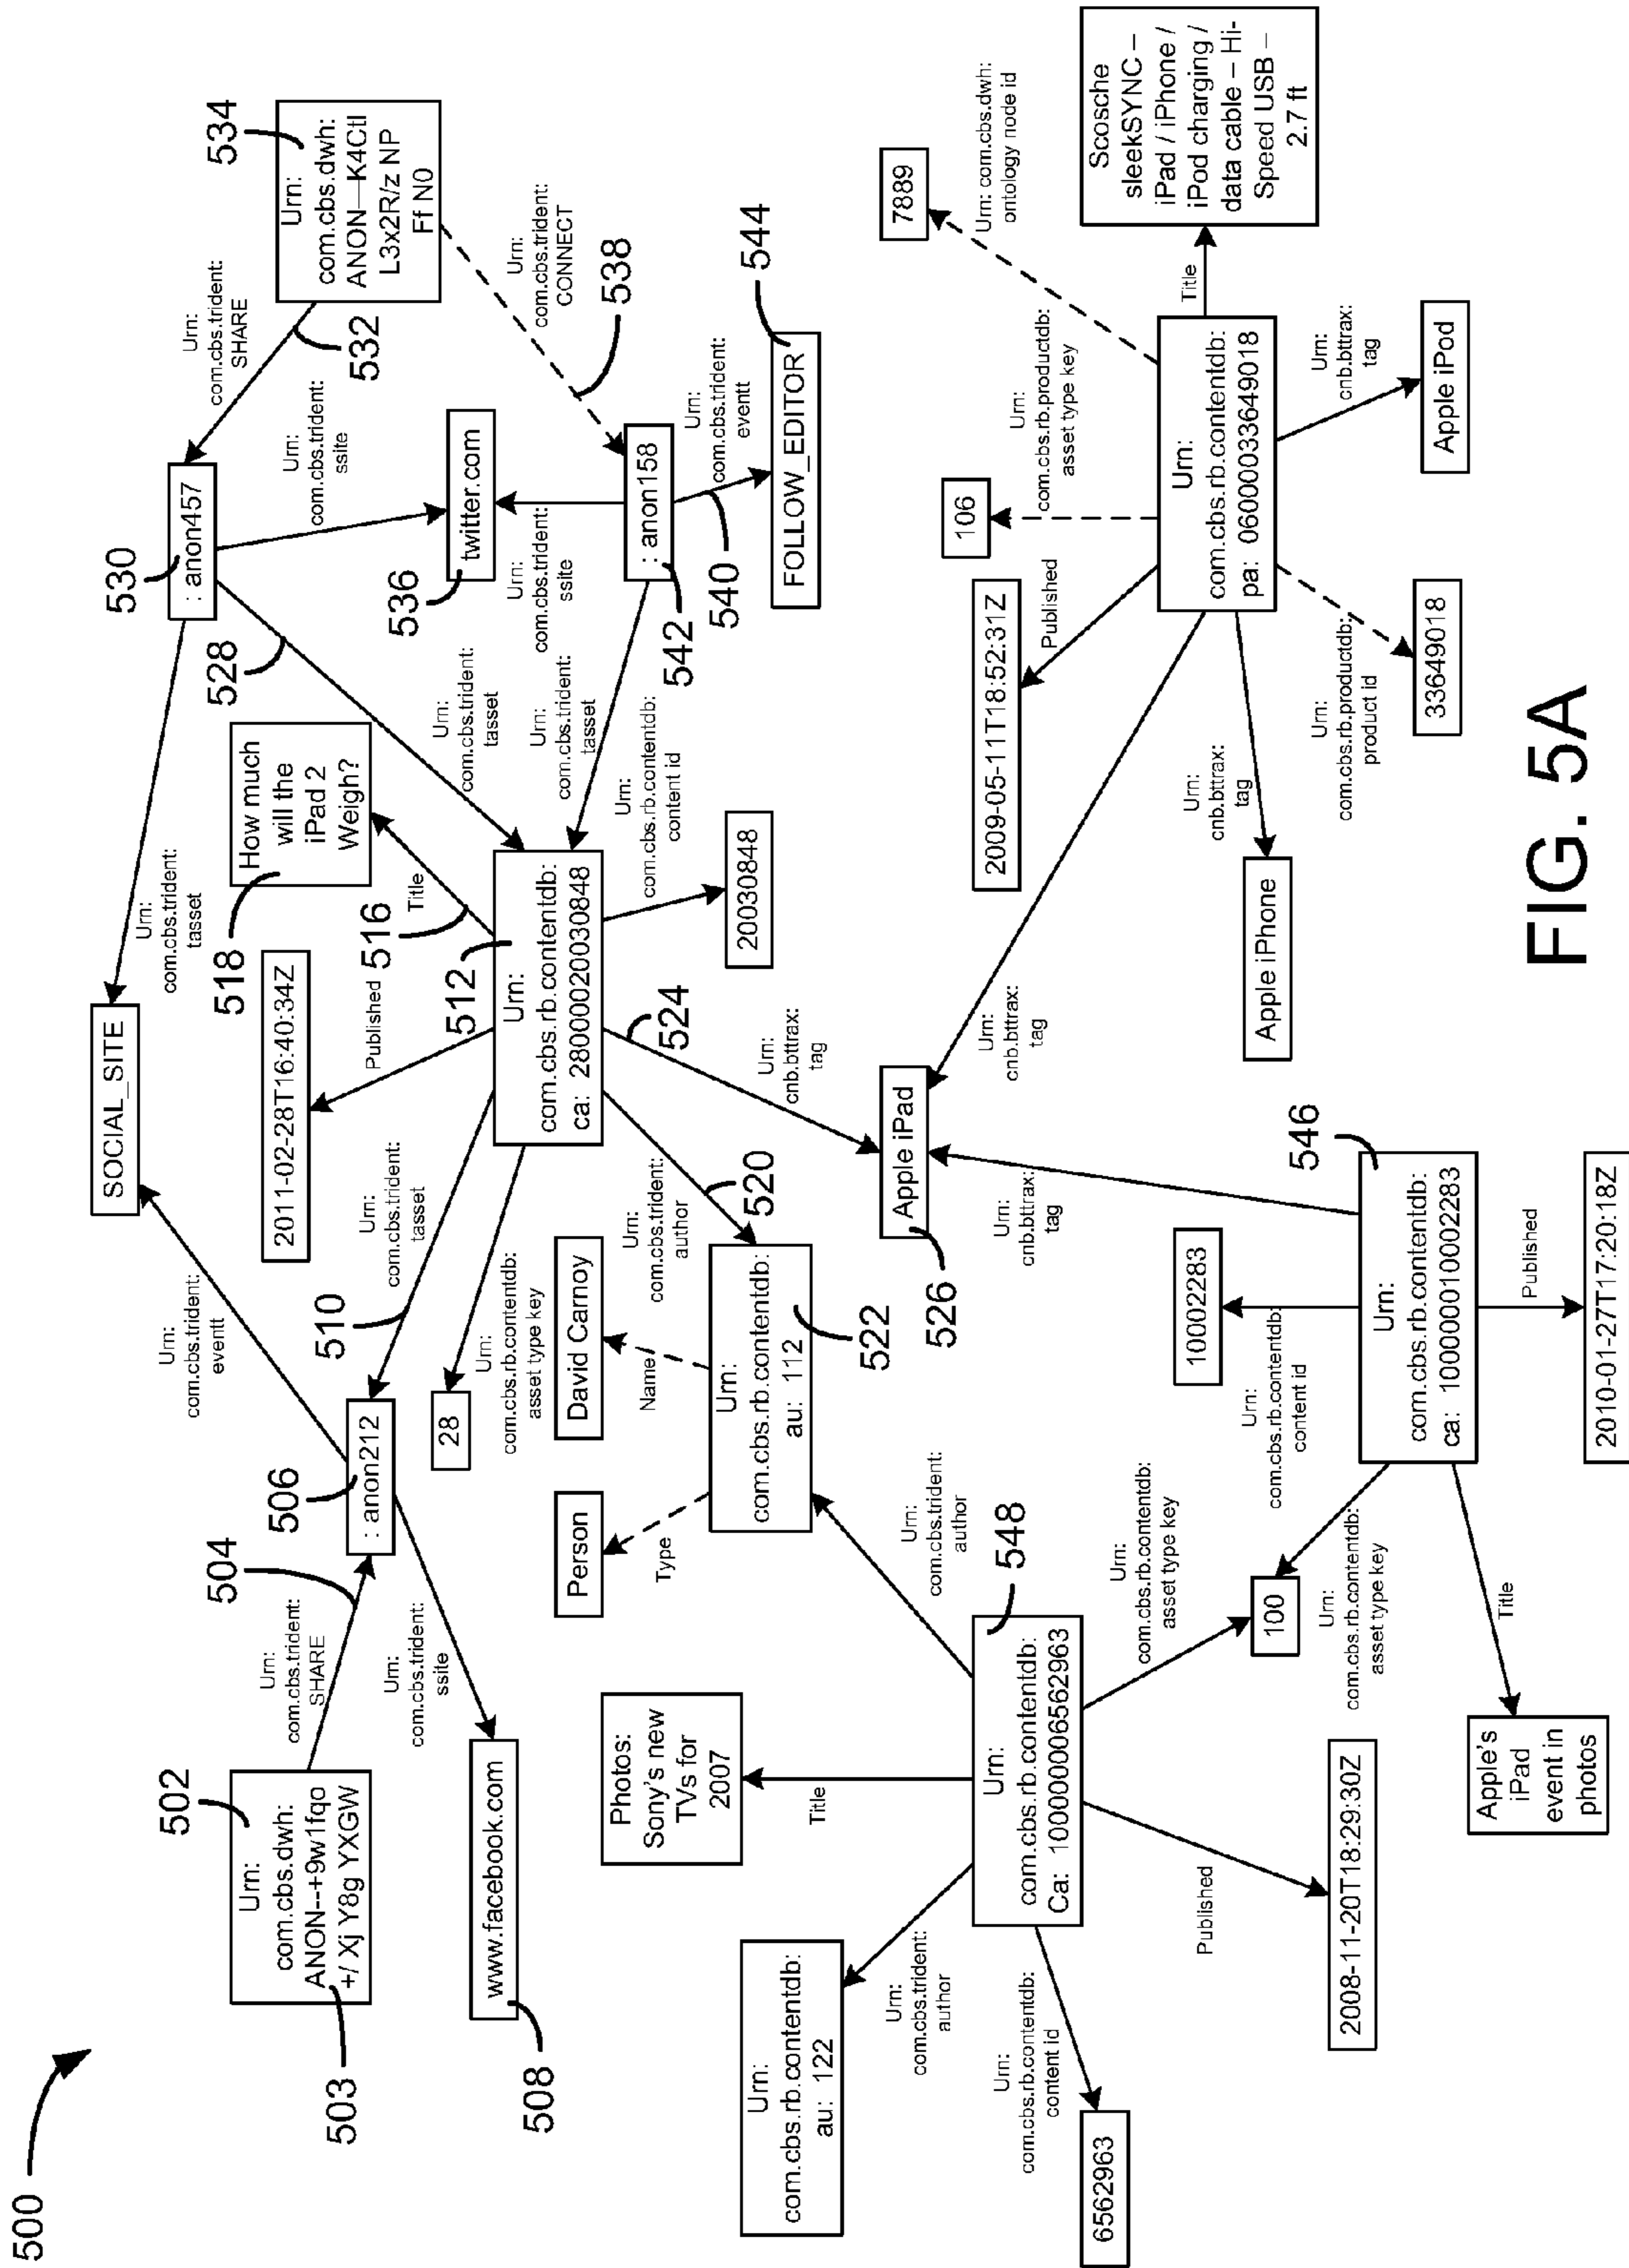 500
502
Urn:
com.cbs.dwh:
ANON--+9w1fqo
+/ Xj Y8g YXGW
503
504
Urn:
com.cbs.trident:
SHARE
506
: anon212
Urn:
com.cbs.trident:
ssite
www.facebook.com
508
Urn:
com.cbs.trident:
eventt
SOCIAL_SITE
Urn:
com.cbs.trident:
tasset
510
Urn:
com.cbs.trident:
tasset
28
Urn:
com.cbs.rb.contentdb:
asset type key
2011-02-28T16:40:34Z
Published
512
Urn:
com.cbs.rb.contentdb:
ca: 28000020030848
516
Title
518
How much
will the
iPad 2
Weigh?
528
Urn:
com.cbs.trident:
tasset
530
: anon457
Urn:
com.cbs.trident:
SHARE
532
534
Urn:
com.cbs.dwh:
ANON—K4Ctl
L3x2R/z NP
Ff N0
Urn:
com.cbs.trident:
ssite
536
twitter.com
Urn:
com.cbs.trident:
ssite
Urn:
com.cbs.trident:
CONNECT
538
: anon158
542
Urn:
com.cbs.trident:
tasset
540
Urn:
com.cbs.trident:
eventt
FOLLOW_EDITOR
544
Urn:
com.cbs.rb.contentdb:
content id
20030848
524
Urn:
cnb.bttrax:
tag
520
Urn:
com.cbs.trident:
author
Person
Type
David Carnoy
Name
Urn:
com.cbs.rb.contentdb:
au: 112
522
Apple iPad
526
Photos:
Sony's new
TVs for
2007
Title
Urn:
com.cbs.rb.contentdb:
au: 122
Urn:
com.cbs.trident:
author
Urn:
com.cbs.rb.contentdb:
Ca: 10000006562963
548
Urn:
com.cbs.trident:
author
Urn:
com.cbs.rb.contentdb:
content id
6562963
Published
2008-11-20T18:29:30Z
Urn:
com.cbs.rb.contentdb:
asset type key
100
Urn:
com.cbs.rb.contentdb:
asset type key
Urn:
com.cbs.rb.contentdb:
content id
10002283
Urn:
cnb.bttrax:
tag
546
Urn:
com.cbs.rb.contentdb:
ca: 10000010002283
Title
Apple's
iPad
event in
photos
Published
2010-01-27T17:20:18Z
Urn:
cnb.bttrax:
tag
2009-05-11T18:52:31Z
Published
106
Urn:
com.cbs.rb.productdb:
asset type key
7889
Urn: com.cbs.dwh:
ontology node id
Urn:
com.cbs.rb.contentdb:
pa: 06000033649018
Title
Scosche
sleekSYNC –
iPad / iPhone /
iPod charging /
data cable – Hi-
Speed USB –
2.7 ft
Urn:
cnb.bttrax:
tag
Apple iPhone
Urn:
com.cbs.rb.productdb:
product id
33649018
Urn:
cnb.bttrax:
tag
Apple iPod
FIG. 5A